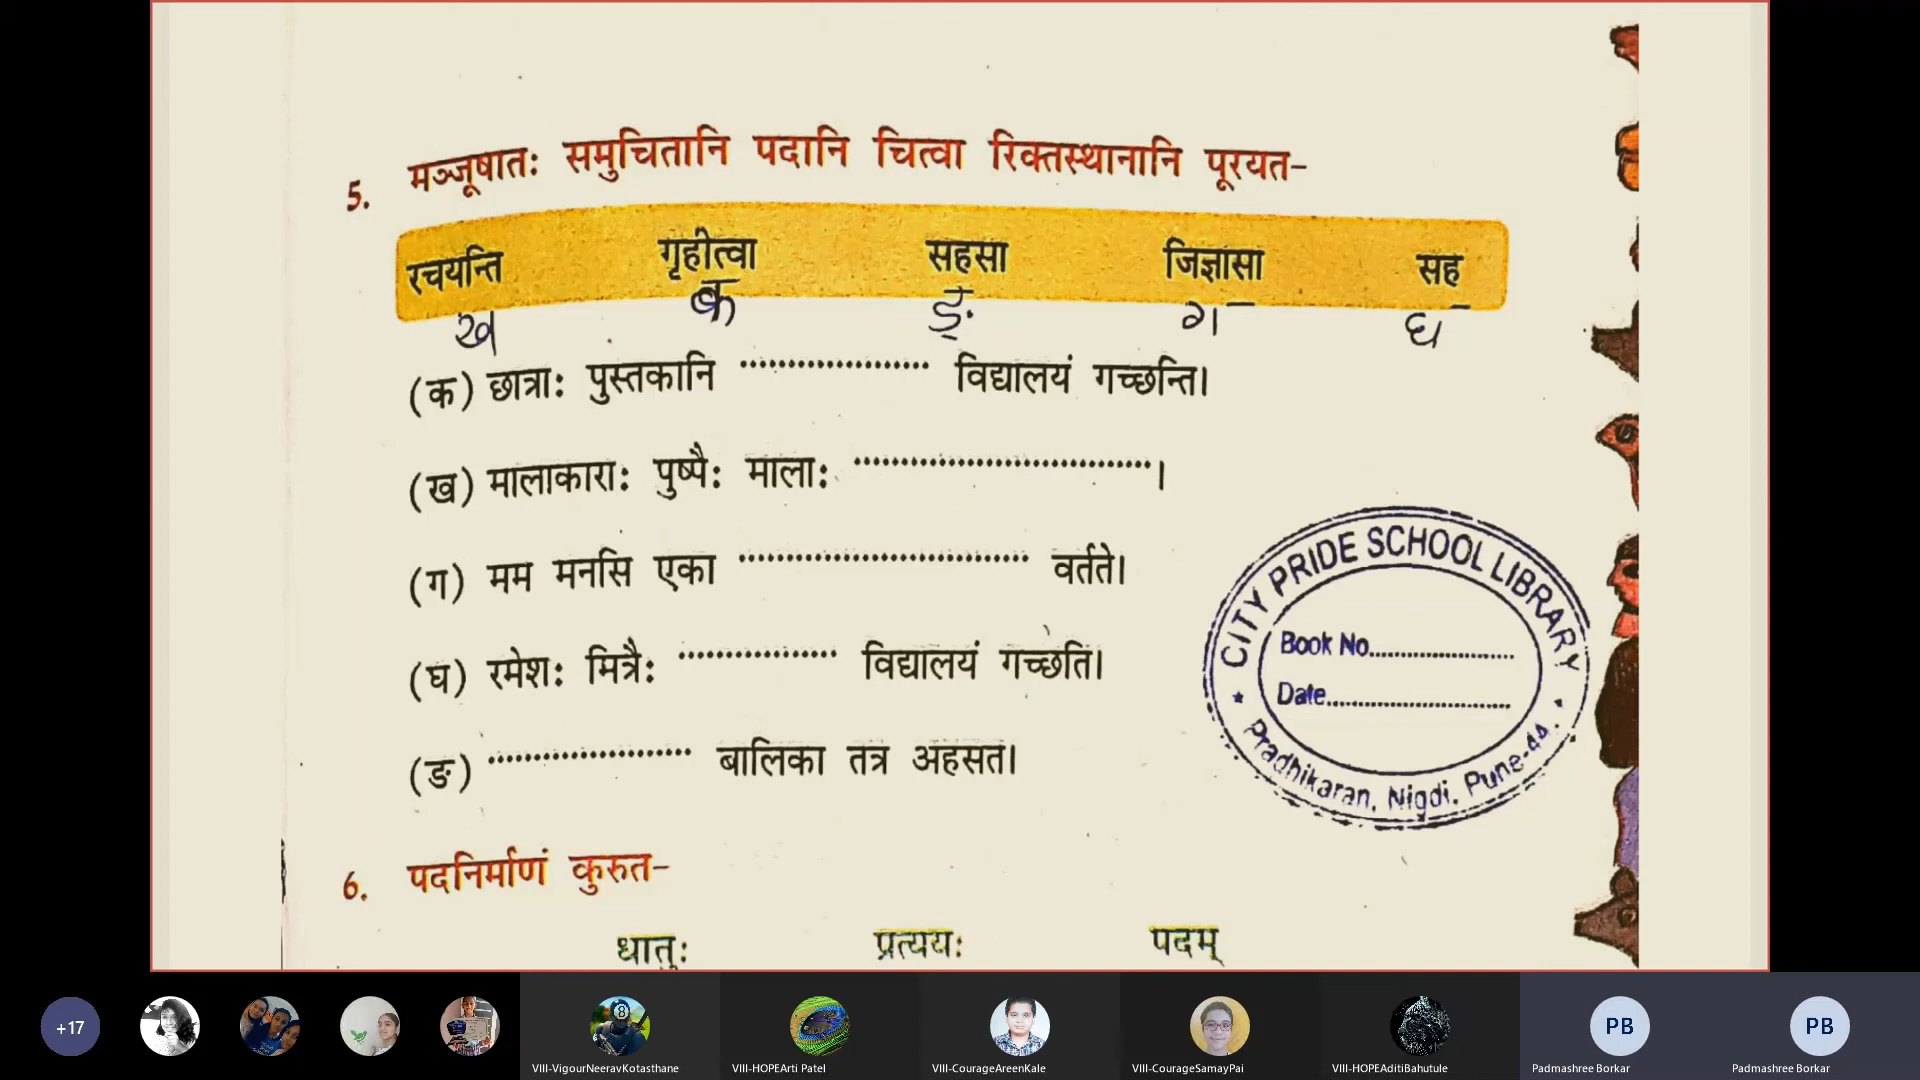 5. मञ्जूषातः समुचितानि पदानि चित्वा रिक्तस्थानानि पूरयत–
रचयन्ति गृहीत्वा सहसा जिज्ञासा सह
ख क ङ ग घ
(क) छात्राः पुस्तकानि .................... विद्यालयं गच्छन्ति।
(ख) मालाकाराः पुष्पैः मालाः ................................।
(ग) मम मनसि एका ............................... वर्तते।
(घ) रमेशः मित्रैः ................. विद्यालयं गच्छति।
(ङ) ...................... बालिका तत्र अहसत।
CITY PRIDE SCHOOL LIBRARY
Book No......................
Date............................
Pradhikaran, Nigdi, Pune-44.
6. पदनिर्माणं कुरुत–
धातुः प्रत्ययः पदम्
+17
8
PB PB
VIII-VigourNeeravKotasthane VIII-HOPEArti Patel VIII-CourageAreenKale VIII-CourageSamayPai VIII-HOPEAditiBahutule Padmashree Borkar Padmashree Borkar